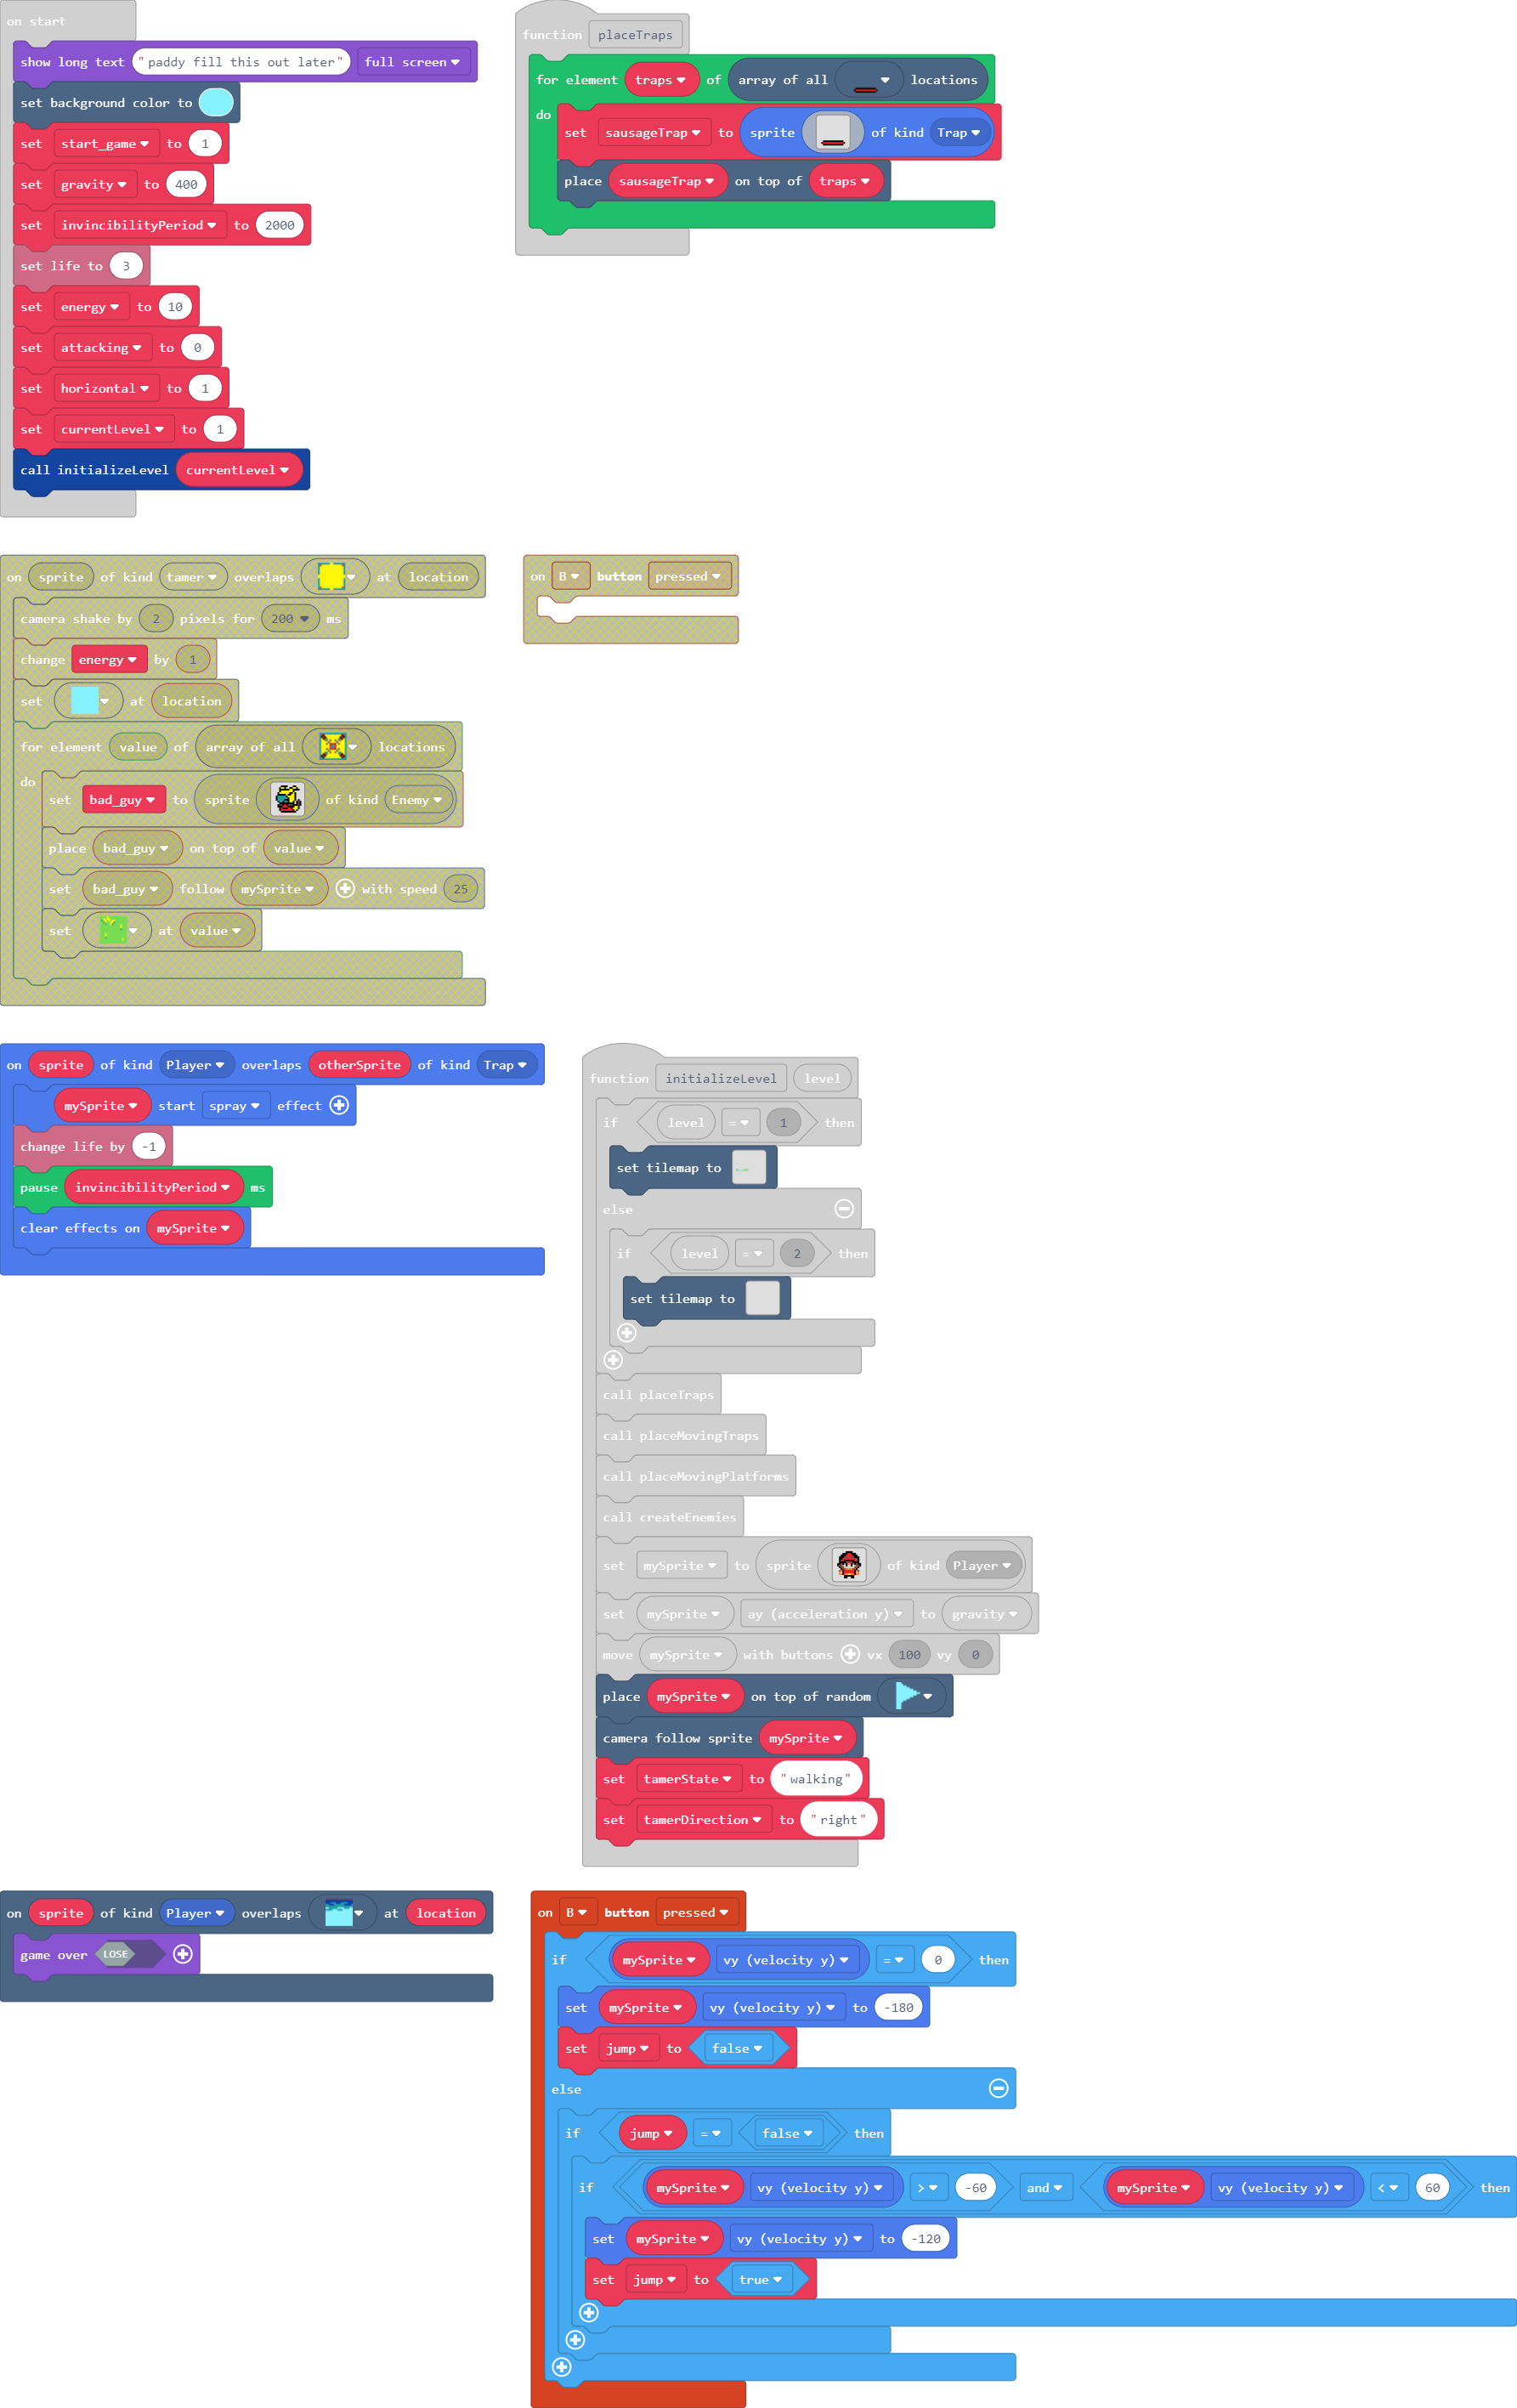 on start
show long text "paddy fill this out later" full screen
set background color to
set start_game to 1
set gravity to 400
set invincibilityPeriod to 2000
set life to 3
set energy to 10
set attacking to 0
set horizontal to 1
set currentLevel to 1
call initializeLevel currentLevel
function placeTraps
for element traps of array of all locations
do
set sausageTrap to sprite of kind Trap
place sausageTrap on top of traps
on sprite of kind tamer overlaps at location
camera shake by 2 pixels for 200 ms
change energy by 1
set at location
for element value of array of all locations
do
set bad_guy to sprite of kind Enemy
place bad_guy on top of value
set bad_guy follow mySprite with speed 25
set at value
on B button pressed
on sprite of kind Player overlaps otherSprite of kind Trap
mySprite start spray effect
change life by -1
pause invincibilityPeriod ms
clear effects on mySprite
function initializeLevel level
if level = 1 then
set tilemap to
else
if level = 2 then
set tilemap to
call placeTraps
call placeMovingTraps
call placeMovingPlatforms
call createEnemies
set mySprite to sprite of kind Player
set mySprite ay (acceleration y) to gravity
move mySprite with buttons vx 100 vy 0
place mySprite on top of random
camera follow sprite mySprite
set tamerState to "walking"
set tamerDirection to "right"
on sprite of kind Player overlaps at location
game over LOSE
on B button pressed
if mySprite vy (velocity y) = 0 then
set mySprite vy (velocity y) to -180
set jump to false
else
if jump = false then
if mySprite vy (velocity y) > -60 and mySprite vy (velocity y) < 60 then
set mySprite vy (velocity y) to -120
set jump to true